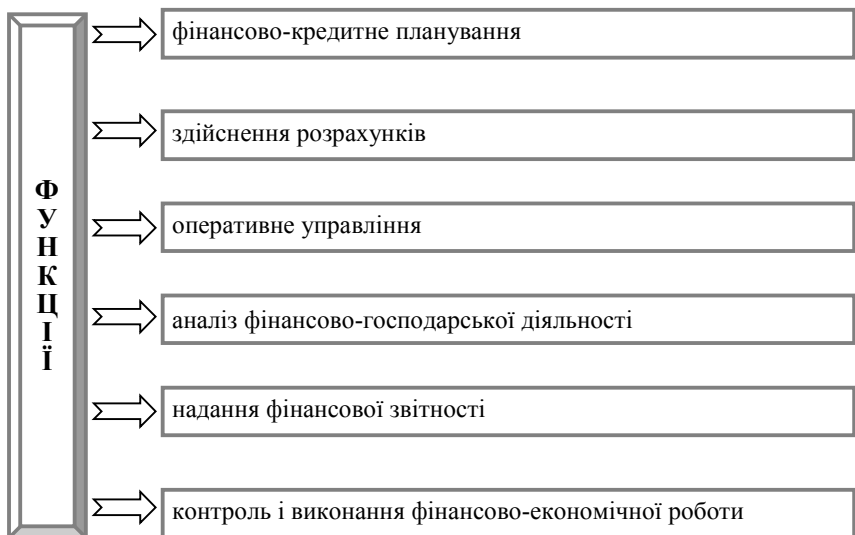 ФУНКЦІЇ
фінансово-кредитне планування
здійснення розрахунків
оперативне управління
аналіз фінансово-господарської діяльності
надання фінансової звітності
контроль і виконання фінансово-економічної роботи